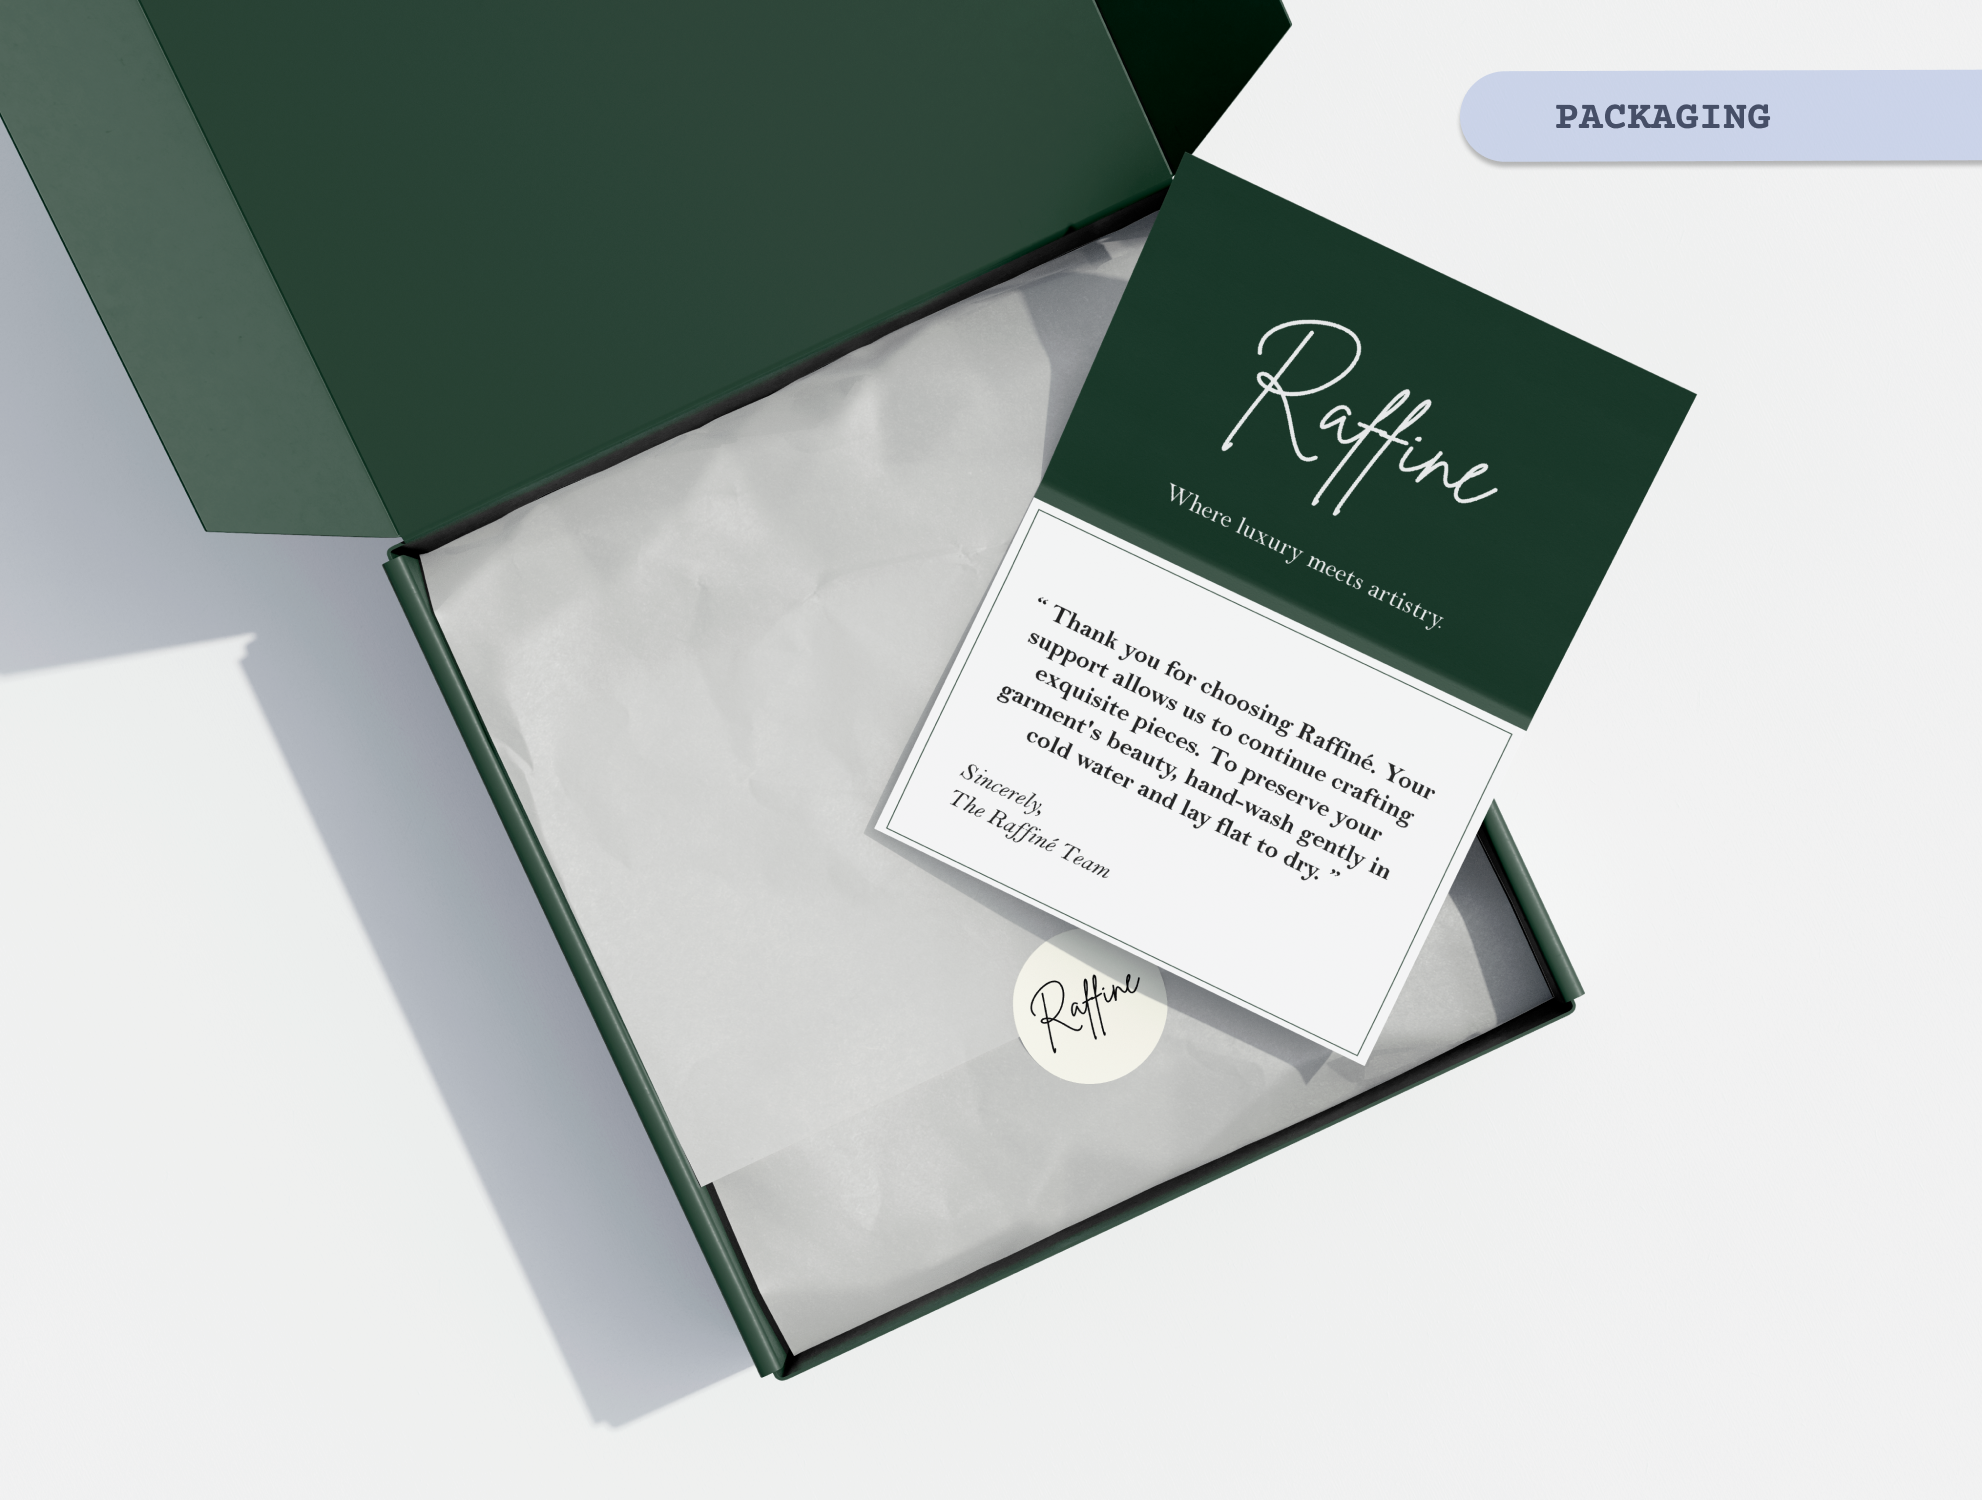 PACKAGING
Raffine
Where luxury meets artistry.
“ Thank you for choosing Raffiné. Your
support allows us to continue crafting
exquisite pieces. To preserve your
garment's beauty, hand-wash gently in
cold water and lay flat to dry. ”
Sincerely,
The Raffiné Team
Raffine